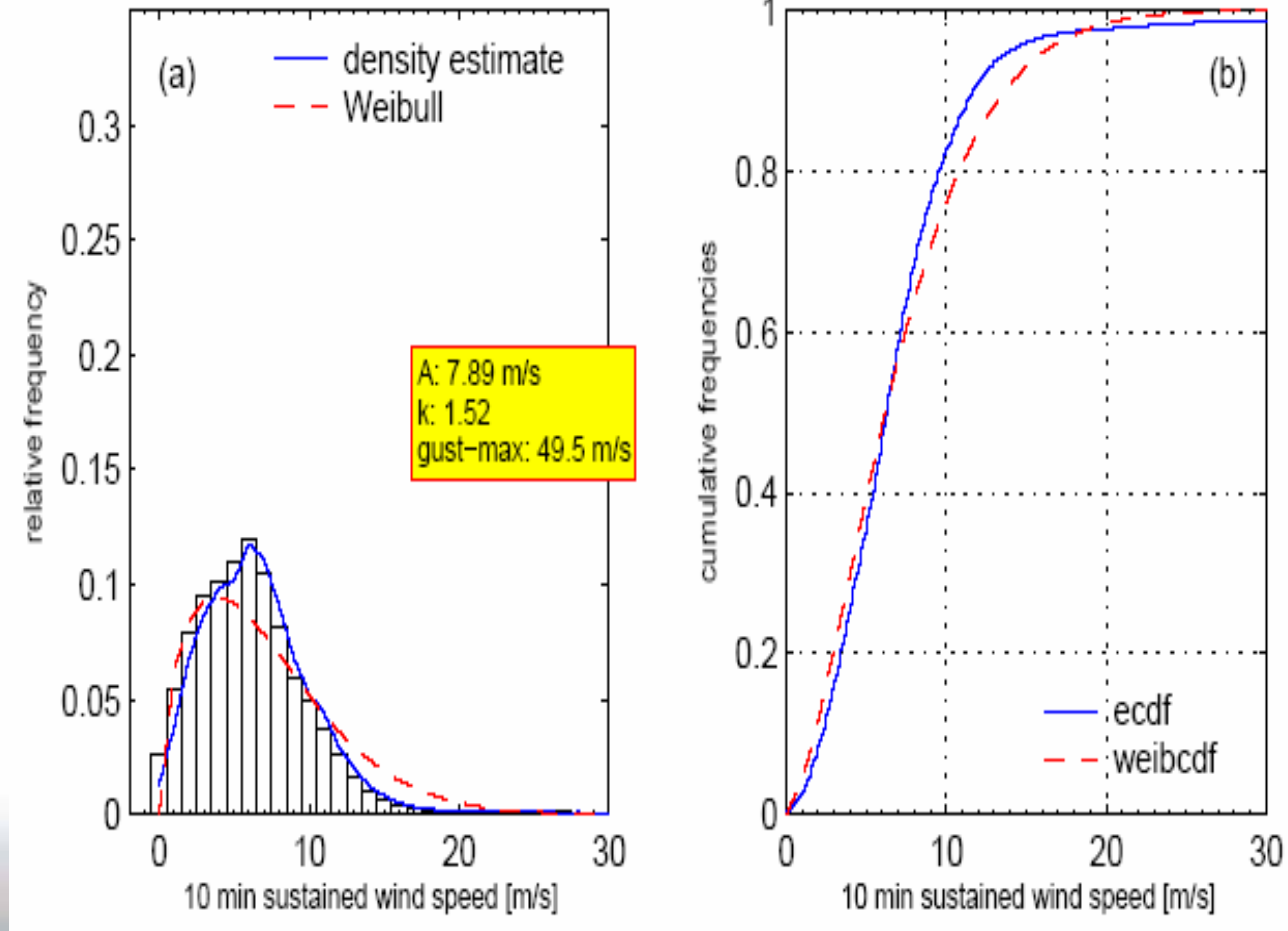 (a)
density estimate
Weibull
0.3
0.25
0.2
0.15
0.1
0.05
0
relative frequency
A: 7.89 m/s
k: 1.52
gust-max: 49.5 m/s
0 10 20 30
10 min sustained wind speed [m/s]
(b)
1
0.8
0.6
0.4
0.2
0
cumulative frequencies
ecdf
weibcdf
0 10 20 30
10 min sustained wind speed [m/s]